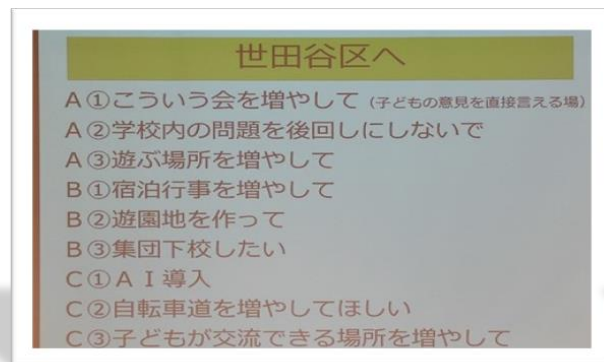 世田谷区へ
A①こういう会を増やして（子どもの意見を直接言える場）
A②学校内の問題を後回しにしないで
A③遊ぶ場所を増やして
B①宿泊行事を増やして
B②遊園地を作って
B③集団下校したい
C①AI導入
C②自転車道を増やしてほしい
C③子どもが交流できる場所を増やして